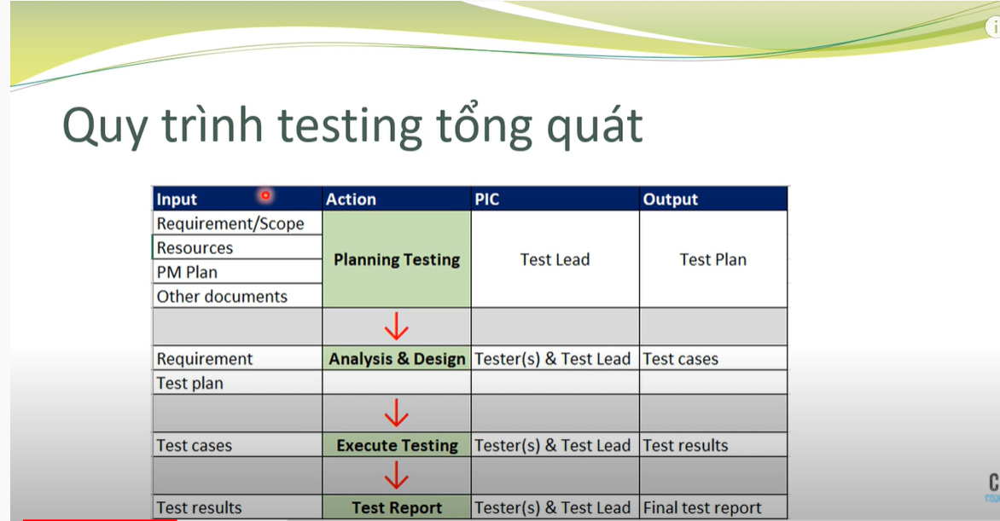 Quy trình testing tổng quát
Input Action PIC Output
Requirement/Scope
Resources
PM Plan
Other documents
Planning Testing Test Lead Test Plan
Requirement Analysis & Design Tester(s) & Test Lead Test cases
Test plan
Test cases Execute Testing Tester(s) & Test Lead Test results
Test results Test Report Tester(s) & Test Lead Final test report